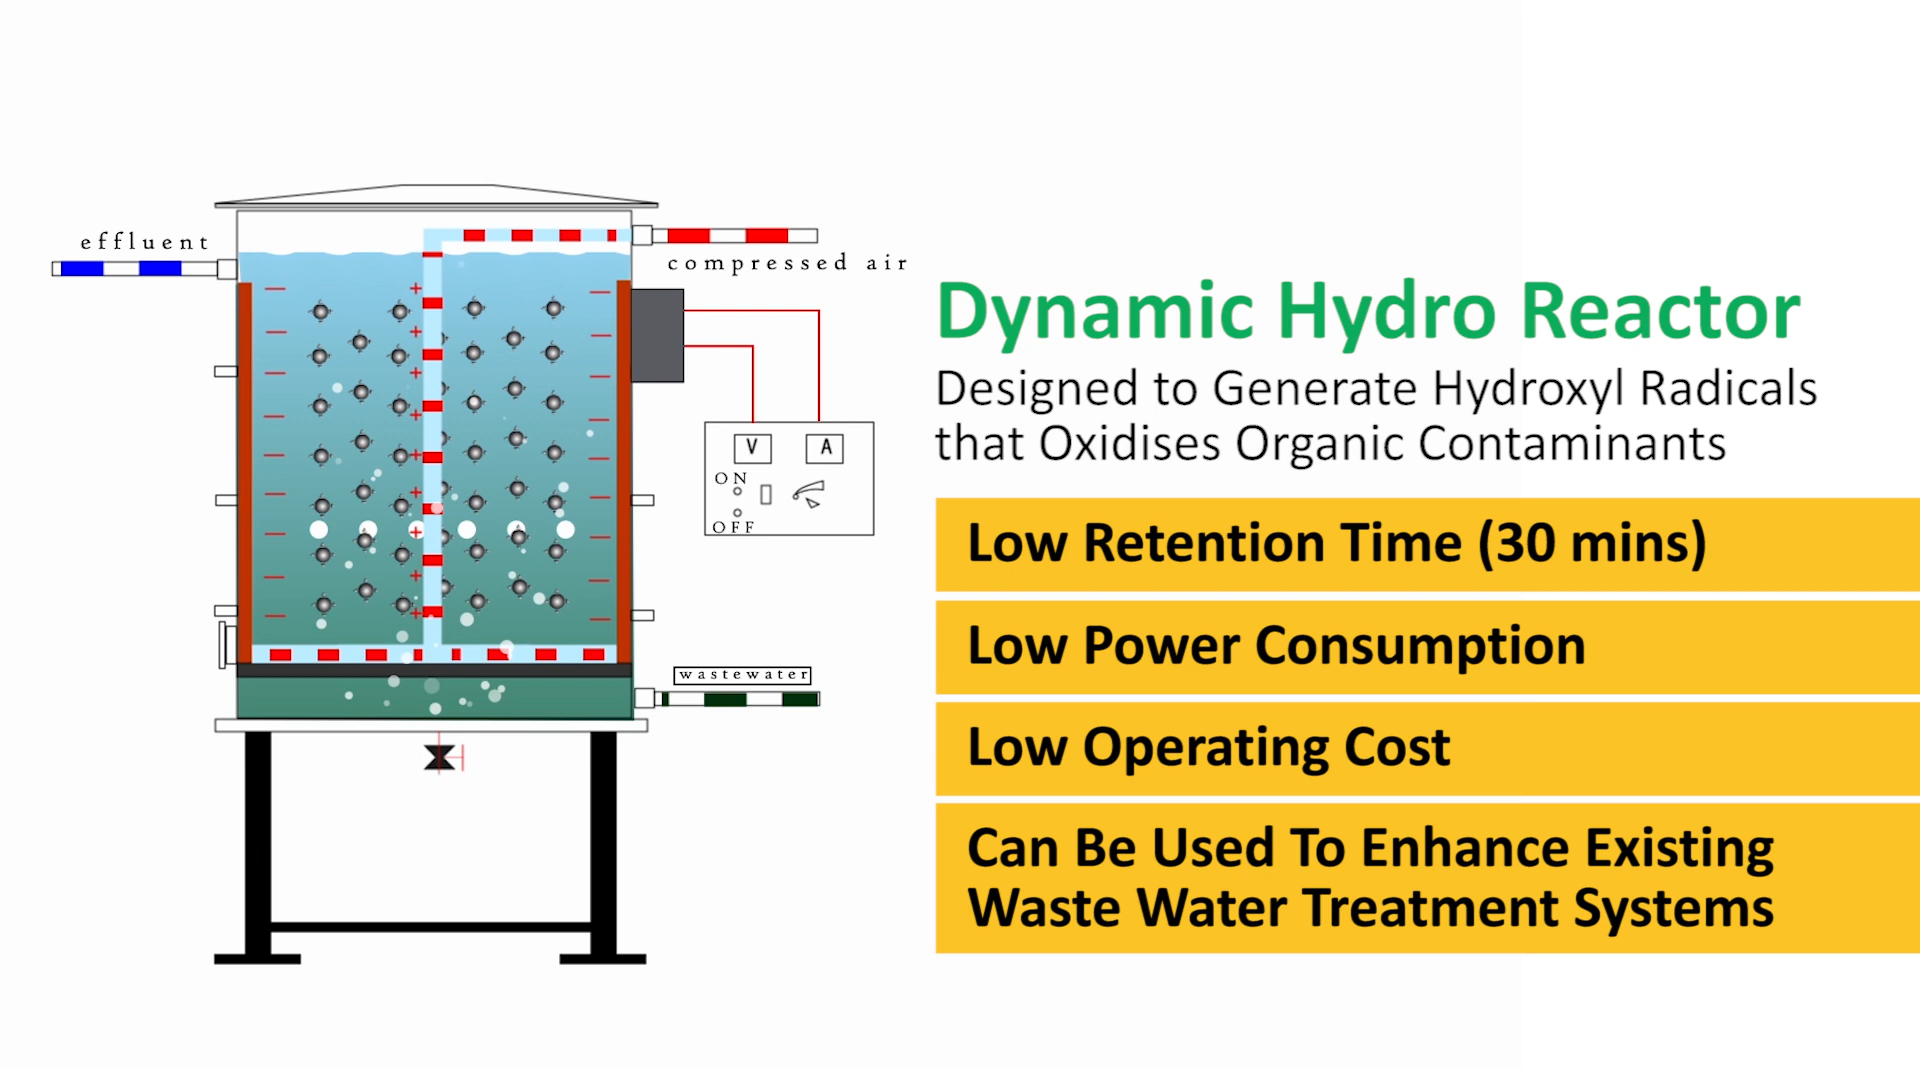 effluent
compressed air
V
A
ON
OFF
wastewater
Dynamic Hydro Reactor
Designed to Generate Hydroxyl Radicals
that Oxidises Organic Contaminants
Low Retention Time (30 mins)
Low Power Consumption
Low Operating Cost
Can Be Used To Enhance Existing
Waste Water Treatment Systems